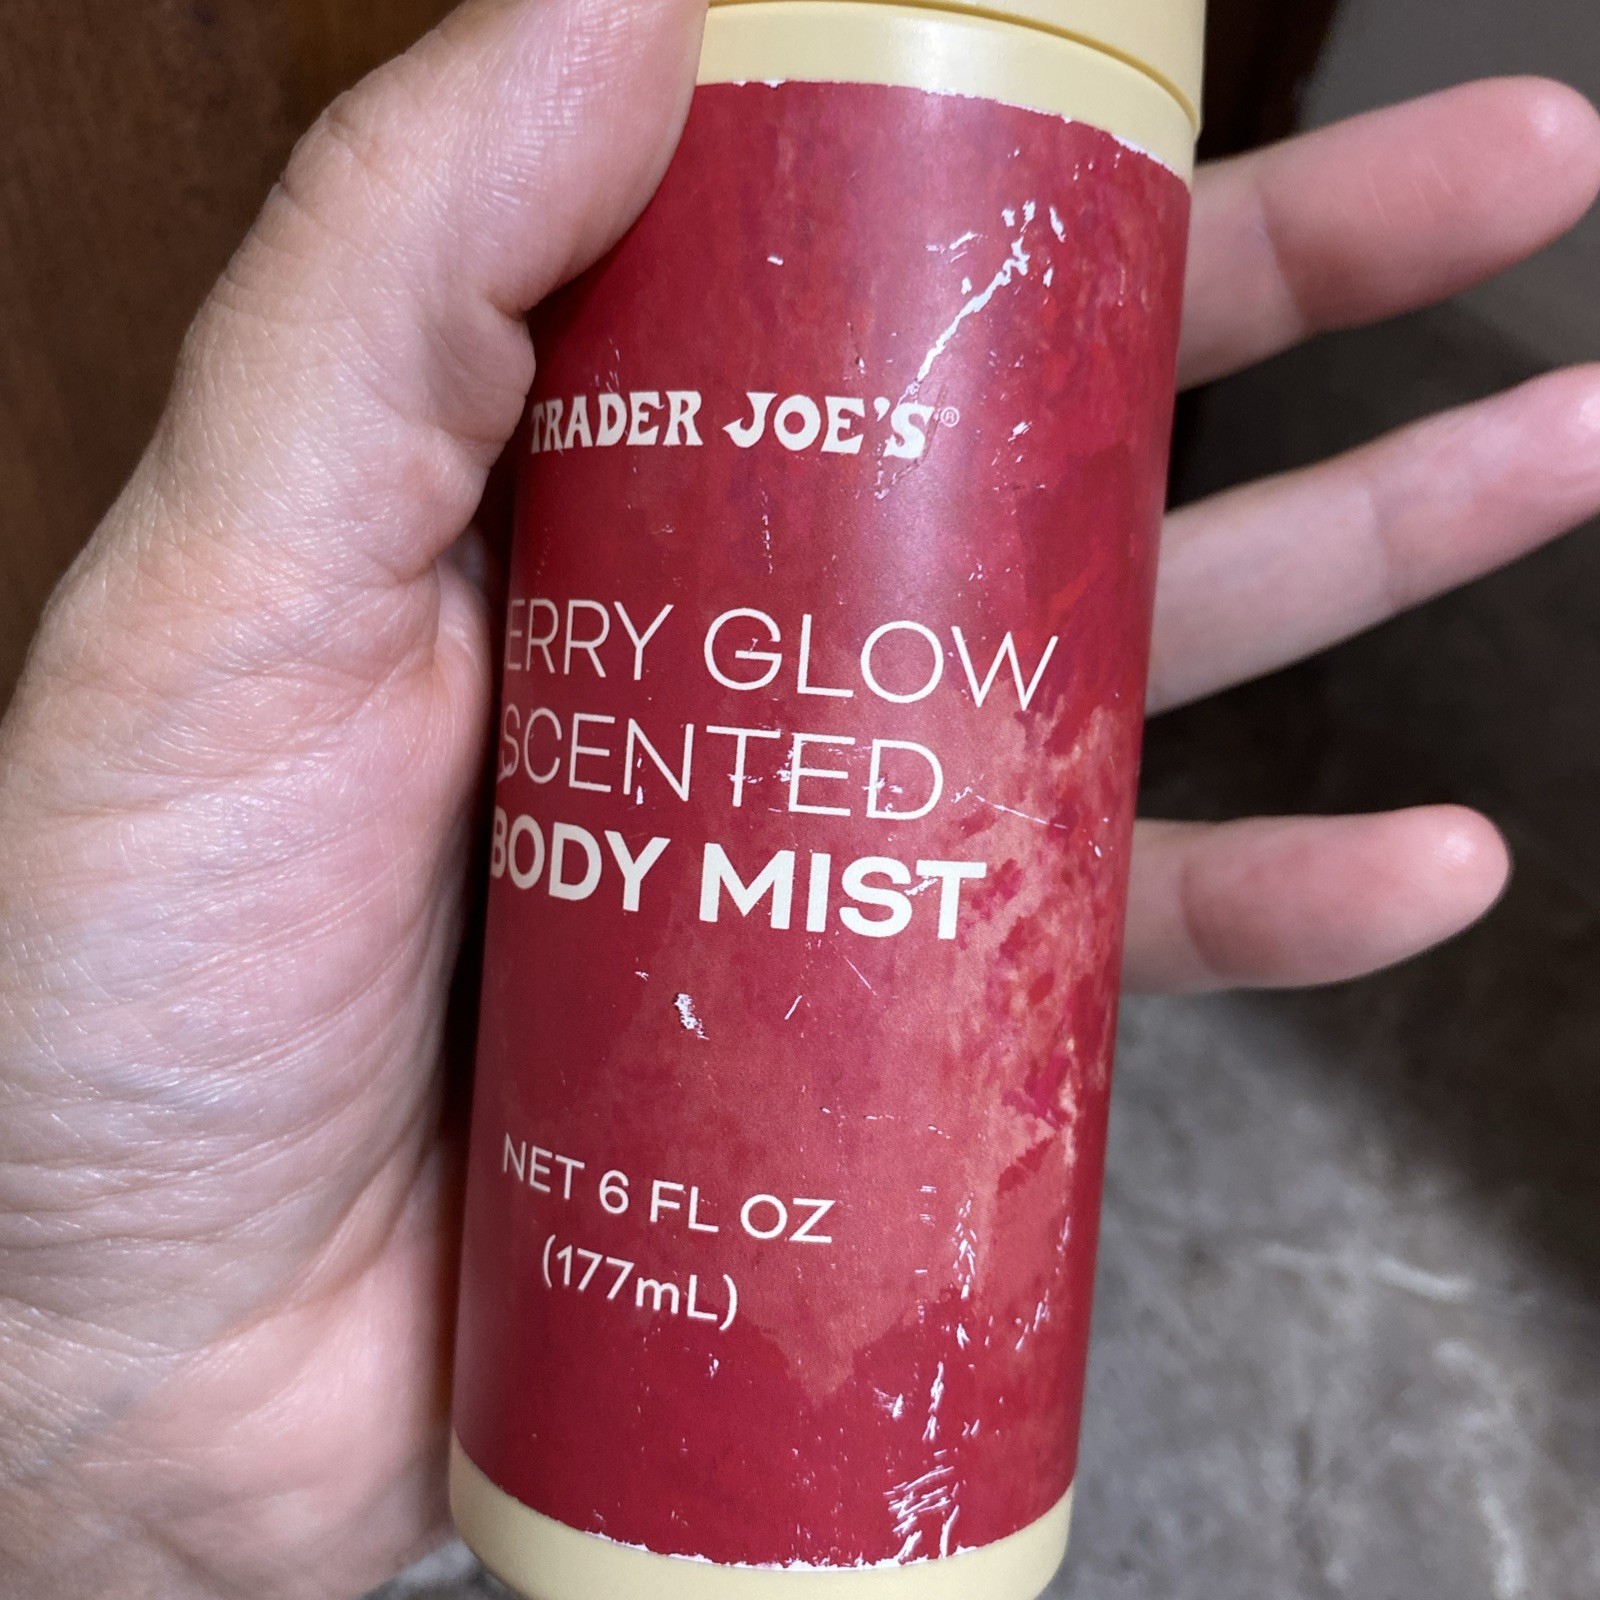 TRADER JOE'S®
ERRY GLOW
SCENTED
BODY MIST
NET 6 FL OZ
(177mL)